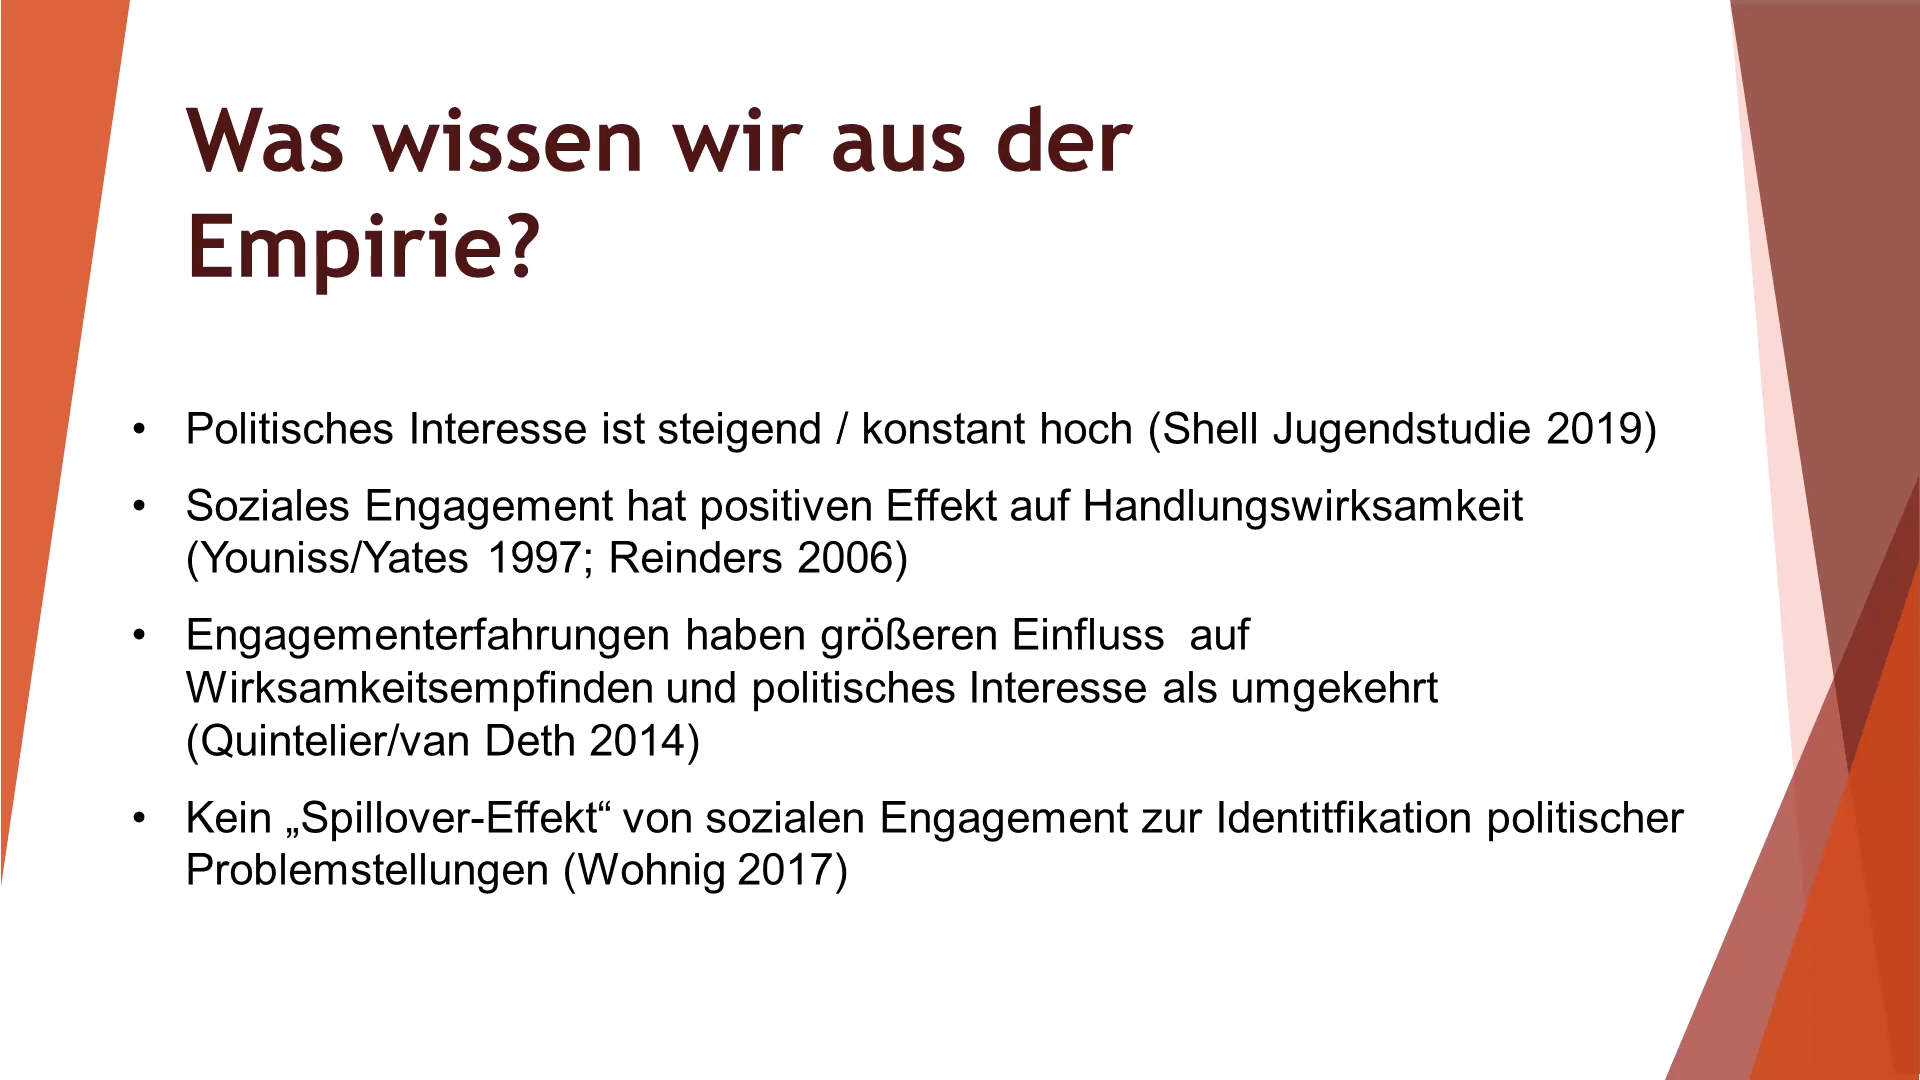 Was wissen wir aus der
Empirie?
• Politisches Interesse ist steigend / konstant hoch (Shell Jugendstudie 2019)
• Soziales Engagement hat positiven Effekt auf Handlungswirksamkeit
(Youniss/Yates 1997; Reinders 2006)
• Engagementerfahrungen haben größeren Einfluss auf
Wirksamkeitsempfinden und politisches Interesse als umgekehrt
(Quintelier/van Deth 2014)
• Kein „Spillover-Effekt“ von sozialen Engagement zur Identitfikation politischer
Problemstellungen (Wohnig 2017)